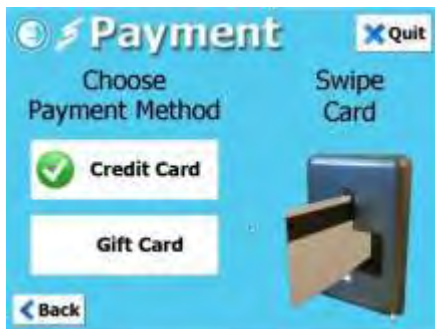 Payment
Quit
Choose
Payment Method
Swipe
Card
Credit Card
Gift Card
Back